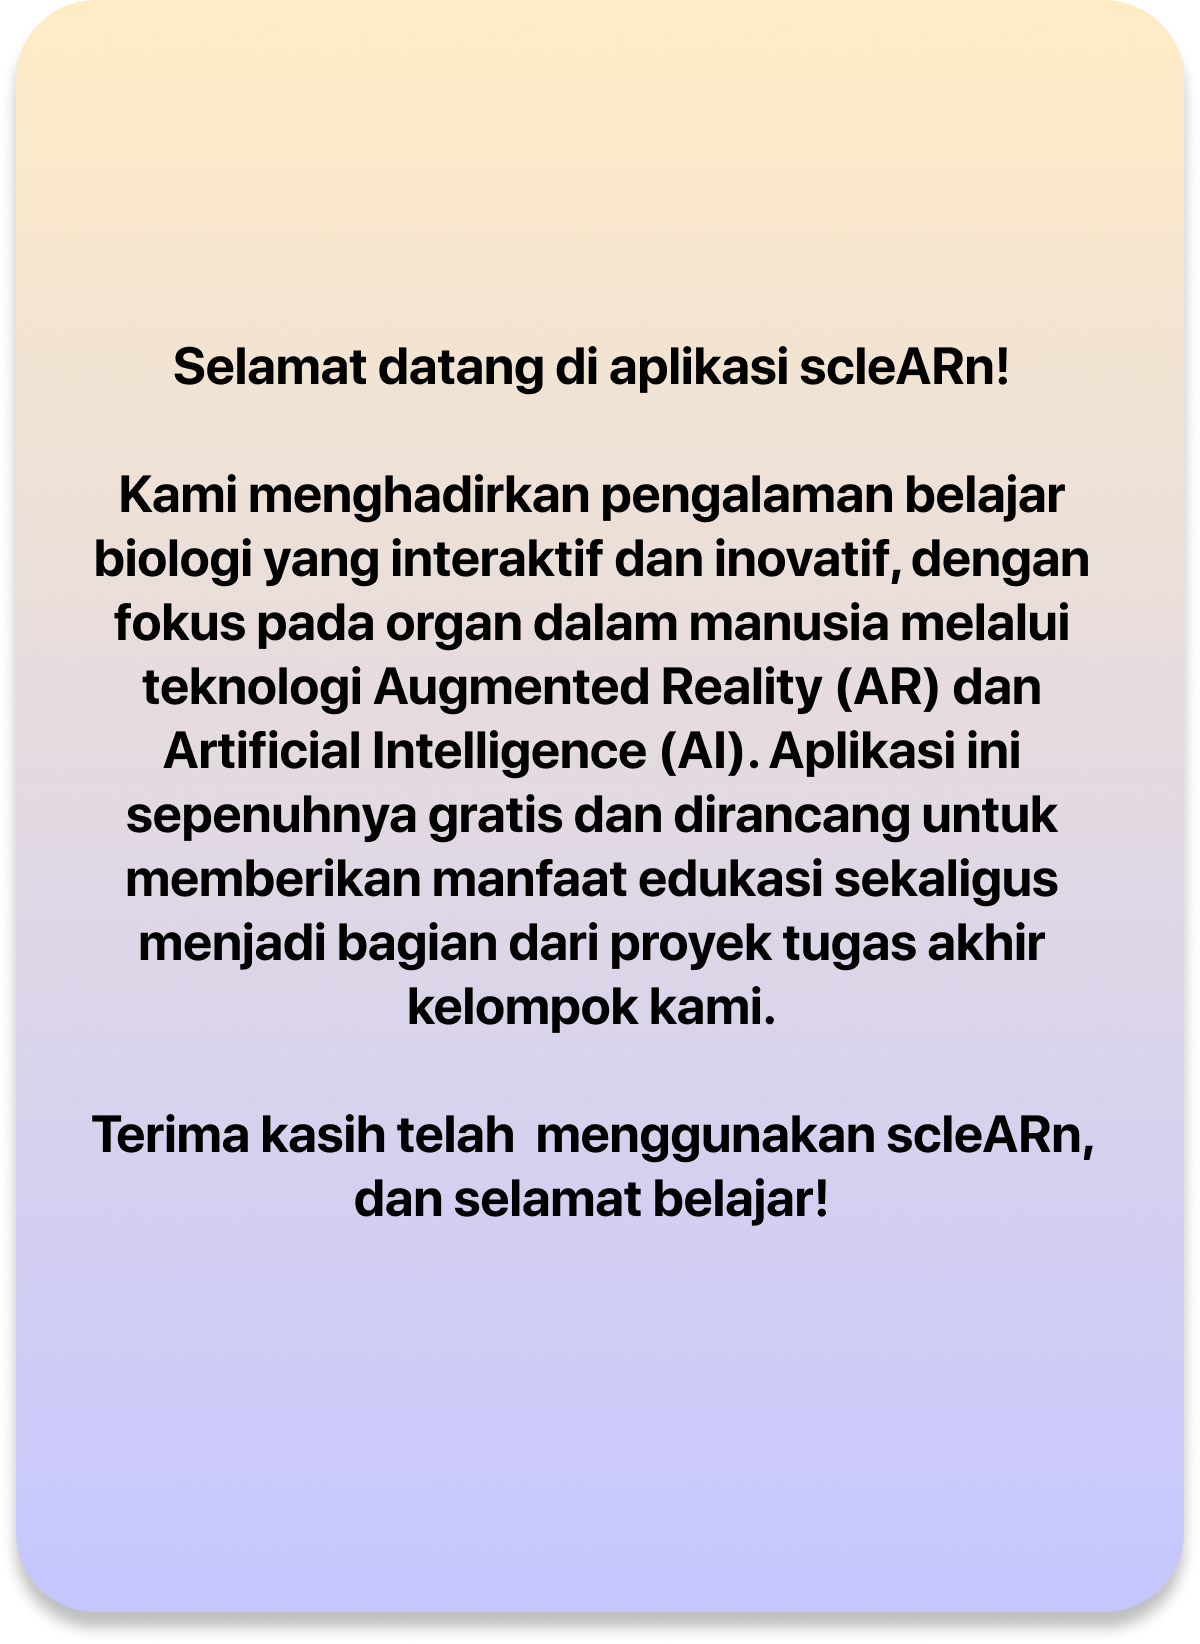 Selamat datang di aplikasi scleARn!
Kami menghadirkan pengalaman belajar
biologi yang interaktif dan inovatif, dengan
fokus pada organ dalam manusia melalui
teknologi Augmented Reality (AR) dan
Artificial Intelligence (AI). Aplikasi ini
sepenuhnya gratis dan dirancang untuk
memberikan manfaat edukasi sekaligus
menjadi bagian dari proyek tugas akhir
kelompok kami.
Terima kasih telah  menggunakan scleARn,
dan selamat belajar!